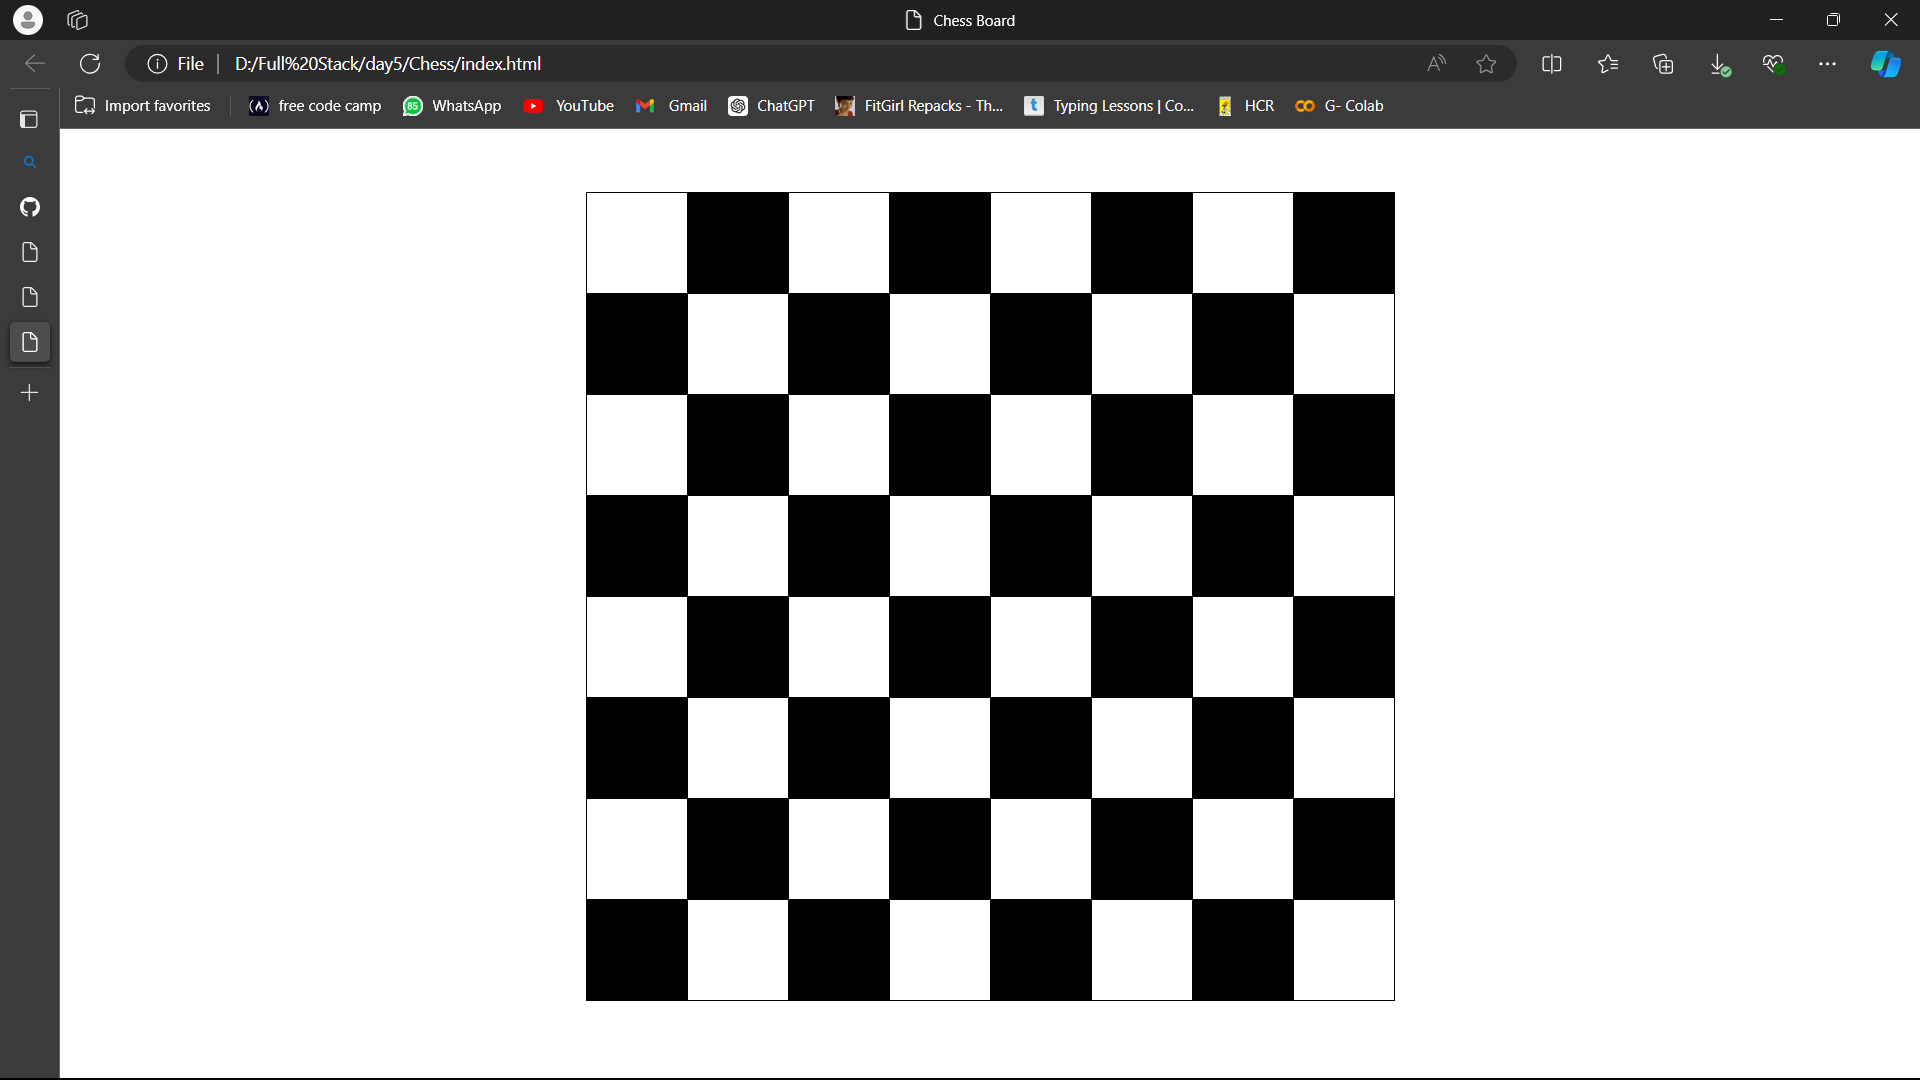 Chess Board
File D:/Full%20Stack/day5/Chess/index.html
Import favorites free code camp 85 WhatsApp YouTube Gmail ChatGPT FitGirl Repacks - Th... t Typing Lessons | Co... HCR G- Colab